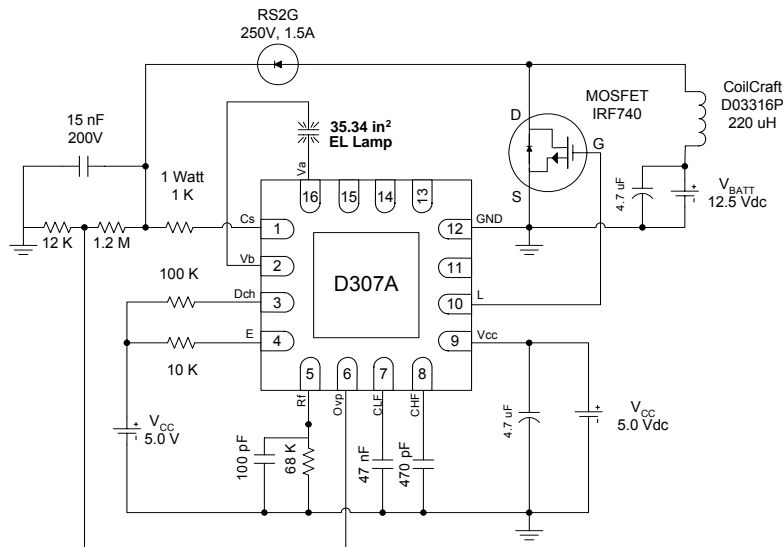 RS2G
250V, 1.5A
15 nF
200V
35.34 in²
EL Lamp
MOSFET
IRF740
D
G
S
CoilCraft
D03316P
220 uH
4.7 uF
V_BATT
12.5 Vdc
1 Watt
1 K
12 K
1.2 M
Va
16
15
14
13
Cs
1
12
GND
Vb
2
11
D307A
100 K
Dch
3
10
L
E
4
9
Vcc
10 K
5
6
7
8
Rf
Ovp
CLF
CHF
V_CC
5.0 V
100 pF
68 K
47 nF
470 pF
4.7 uF
V_CC
5.0 Vdc